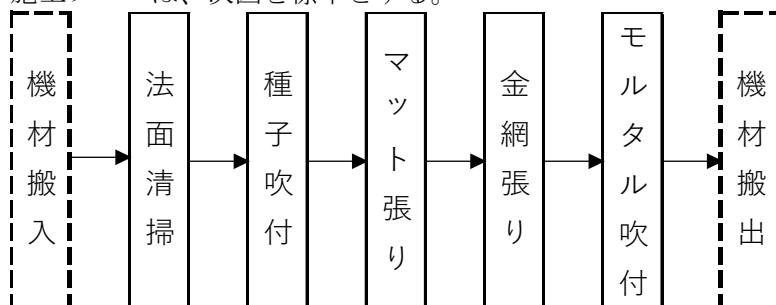 機材搬入
法面清掃
種子吹付
マット張り
金網張り
モルタル吹付
機材搬出